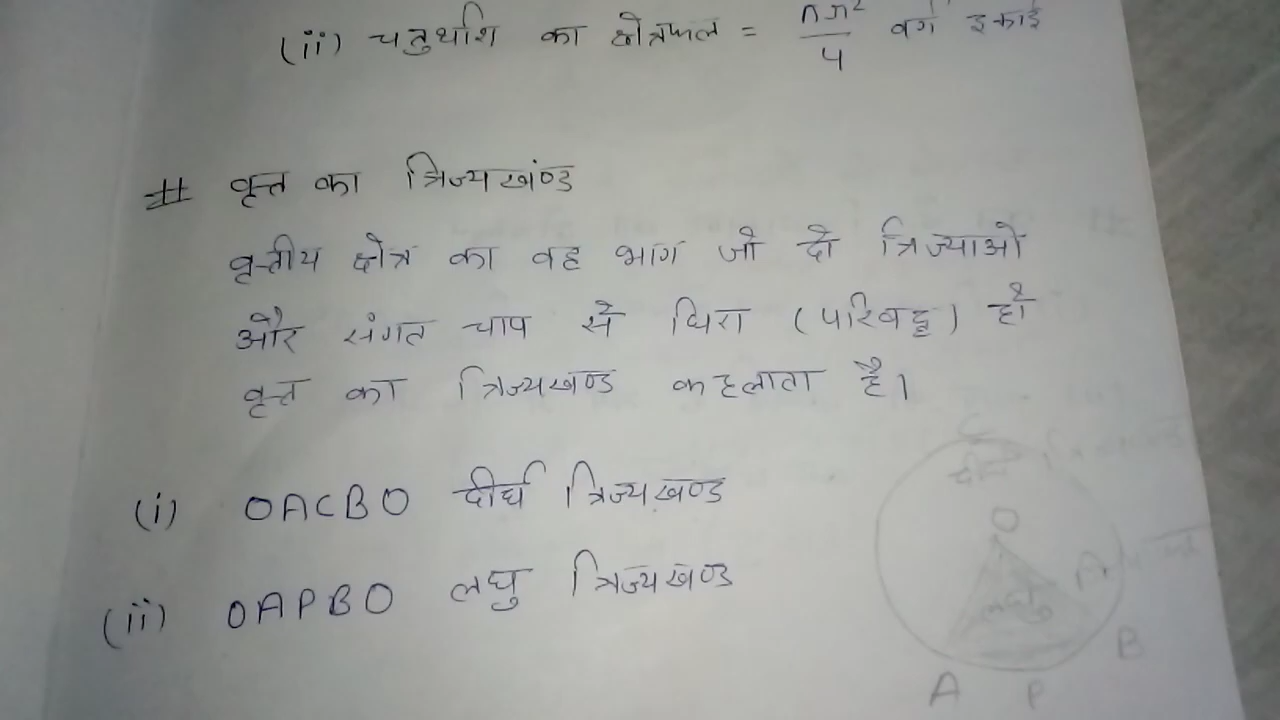 (ii) चतुर्थांश का क्षेत्रफल = πr²/4 वर्ग इकाई
# वृत्त का त्रिज्यखंण्ड
वृत्तीय क्षेत्र का वह भाग जो दो त्रिज्याओ
और संगत चाप से घिरा (परिबद्ध) हो
वृत्त का त्रिज्यखण्ड कहलाता है।
(i) OACBO दीर्घ त्रिज्यखण्ड
(ii) OAPBO लघु त्रिज्यखण्ड
C
O
लघु
B
A P